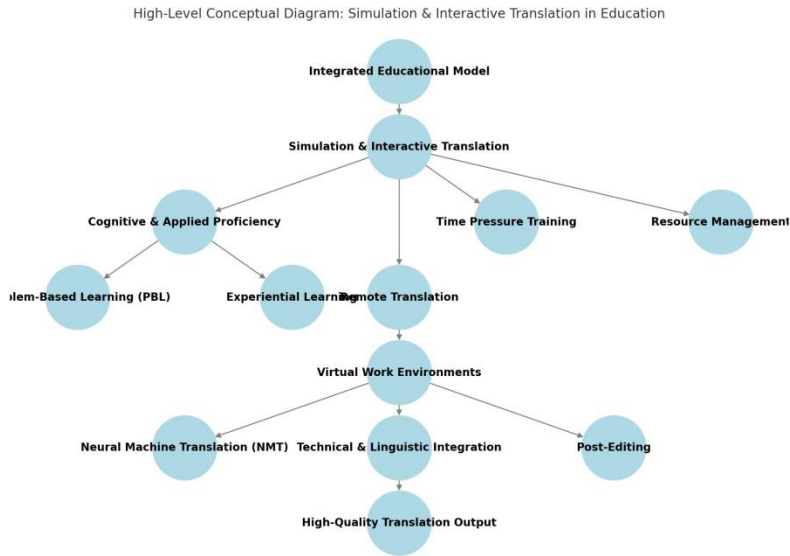 High-Level Conceptual Diagram: Simulation & Interactive Translation in Education
Integrated Educational Model
Simulation & Interactive Translation
Cognitive & Applied Proficiency
Time Pressure Training
Resource Management
lem-Based Learning (PBL)
Experiential Learning
Remote Translation
Virtual Work Environments
Neural Machine Translation (NMT)
Technical & Linguistic Integration
Post-Editing
High-Quality Translation Output